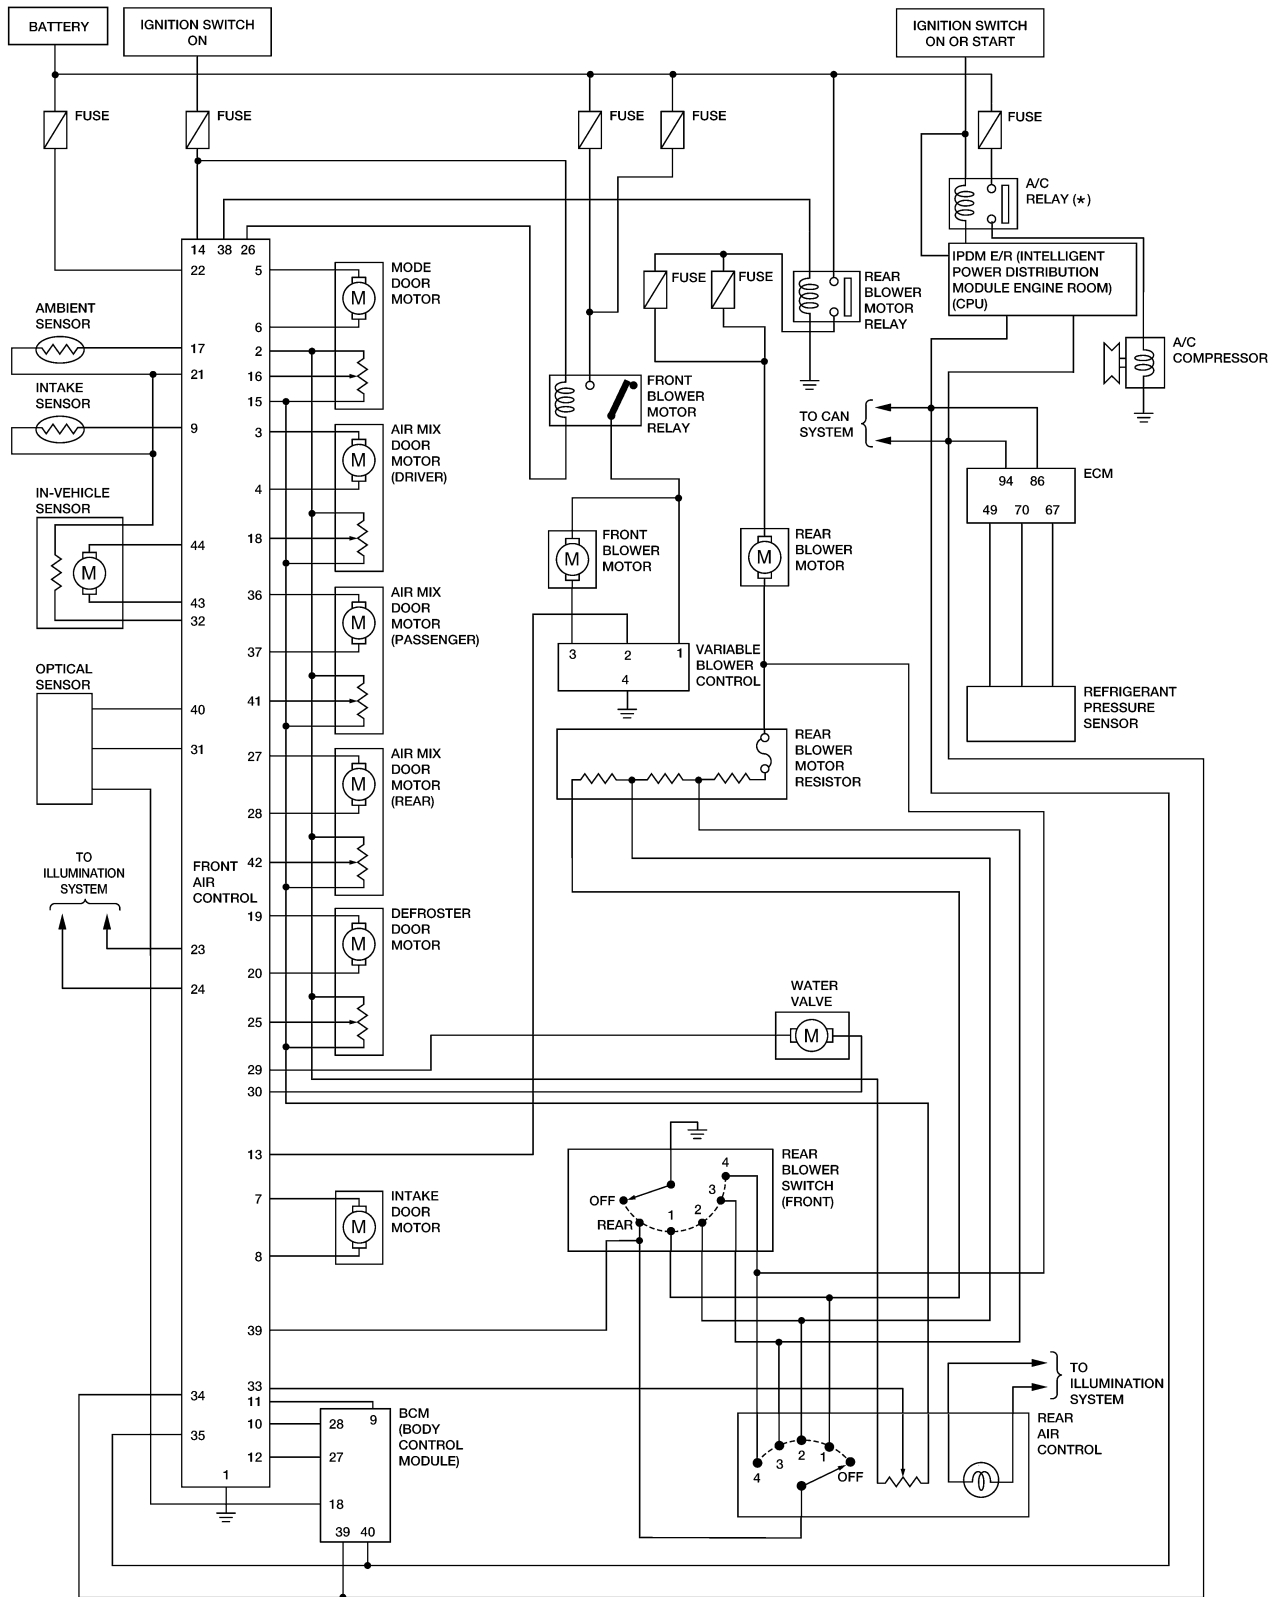 BATTERY
IGNITION SWITCH
ON
IGNITION SWITCH
ON OR START
FUSE
FUSE
FUSE
FUSE
FUSE
A/C
RELAY (*)
14 38 26
22
5
MODE
DOOR
MOTOR
M
6
FUSE
FUSE
REAR
BLOWER
MOTOR
RELAY
IPDM E/R (INTELLIGENT
POWER DISTRIBUTION
MODULE ENGINE ROOM)
(CPU)
A/C
COMPRESSOR
AMBIENT
SENSOR
17
21
2
16
15
INTAKE
SENSOR
9
FRONT
BLOWER
MOTOR
RELAY
TO CAN
SYSTEM
3
AIR MIX
DOOR
MOTOR
(DRIVER)
M
4
18
ECM
94 86
49 70 67
IN-VEHICLE
SENSOR
M
44
43
32
FRONT
BLOWER
MOTOR
M
REAR
BLOWER
MOTOR
M
36
AIR MIX
DOOR
MOTOR
(PASSENGER)
M
37
41
3 2 1
4
VARIABLE
BLOWER
CONTROL
OPTICAL
SENSOR
40
31
REFRIGERANT
PRESSURE
SENSOR
27
AIR MIX
DOOR
MOTOR
(REAR)
M
28
42
REAR
BLOWER
MOTOR
RESISTOR
TO
ILLUMINATION
SYSTEM
FRONT
AIR
CONTROL
23
24
19
DEFROSTER
DOOR
MOTOR
M
20
25
29
30
WATER
VALVE
M
13
7
INTAKE
DOOR
MOTOR
M
8
REAR
BLOWER
SWITCH
(FRONT)
4
3
2
1
OFF
REAR
39
34
35
33
11
10
12
1
BCM
(BODY
CONTROL
MODULE)
9
28
27
18
39 40
TO
ILLUMINATION
SYSTEM
REAR
AIR
CONTROL
4
3
2
1
OFF